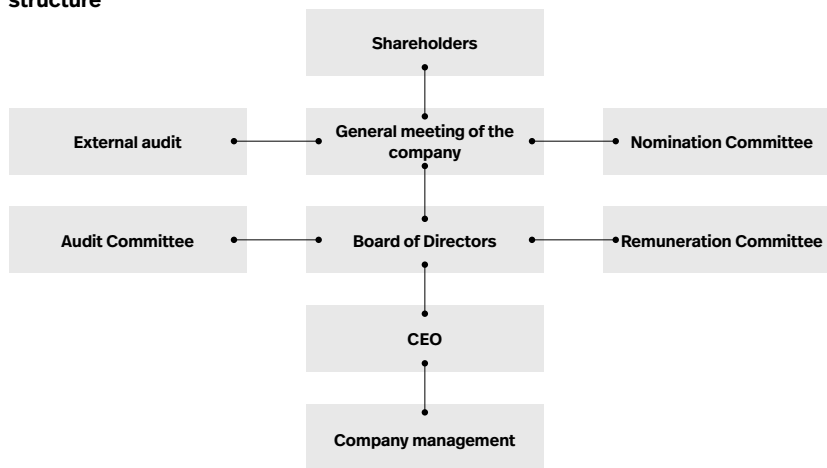 structure
Shareholders
External audit
General meeting of the
company
Nomination Committee
Audit Committee
Board of Directors
Remuneration Committee
CEO
Company management